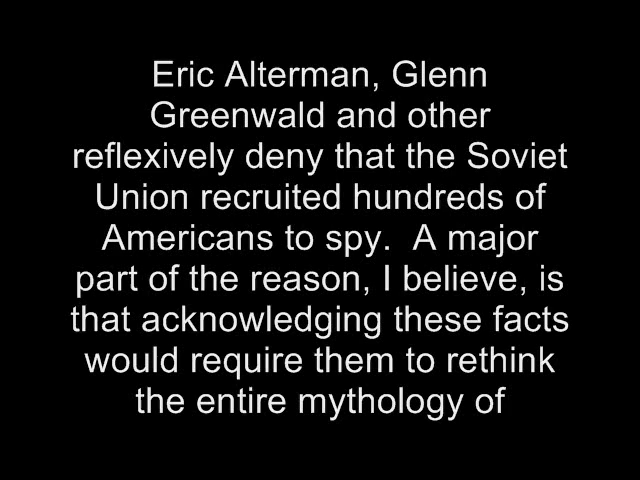 Eric Alterman, Glenn
Greenwald and other
reflexively deny that the Soviet
Union recruited hundreds of
Americans to spy.  A major
part of the reason, I believe, is
that acknowledging these facts
would require them to rethink
the entire mythology of